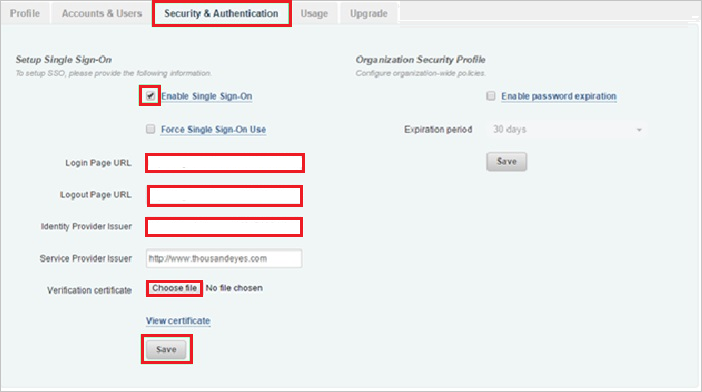 Profile
Accounts & Users
Security & Authentication
Usage
Upgrade
Setup Single Sign-On
To setup SSO, please provide the following information.
Enable Single Sign-On
Force Single Sign-On Use
Login Page URL
Logout Page URL
Identity Provider Issuer
Service Provider Issuer
http://www.thousandeyes.com
Verification certificate
Choose file No file chosen
View certificate
Save
Organization Security Profile
Configure organization-wide policies.
Enable password expiration
Expiration period
30 days
Save